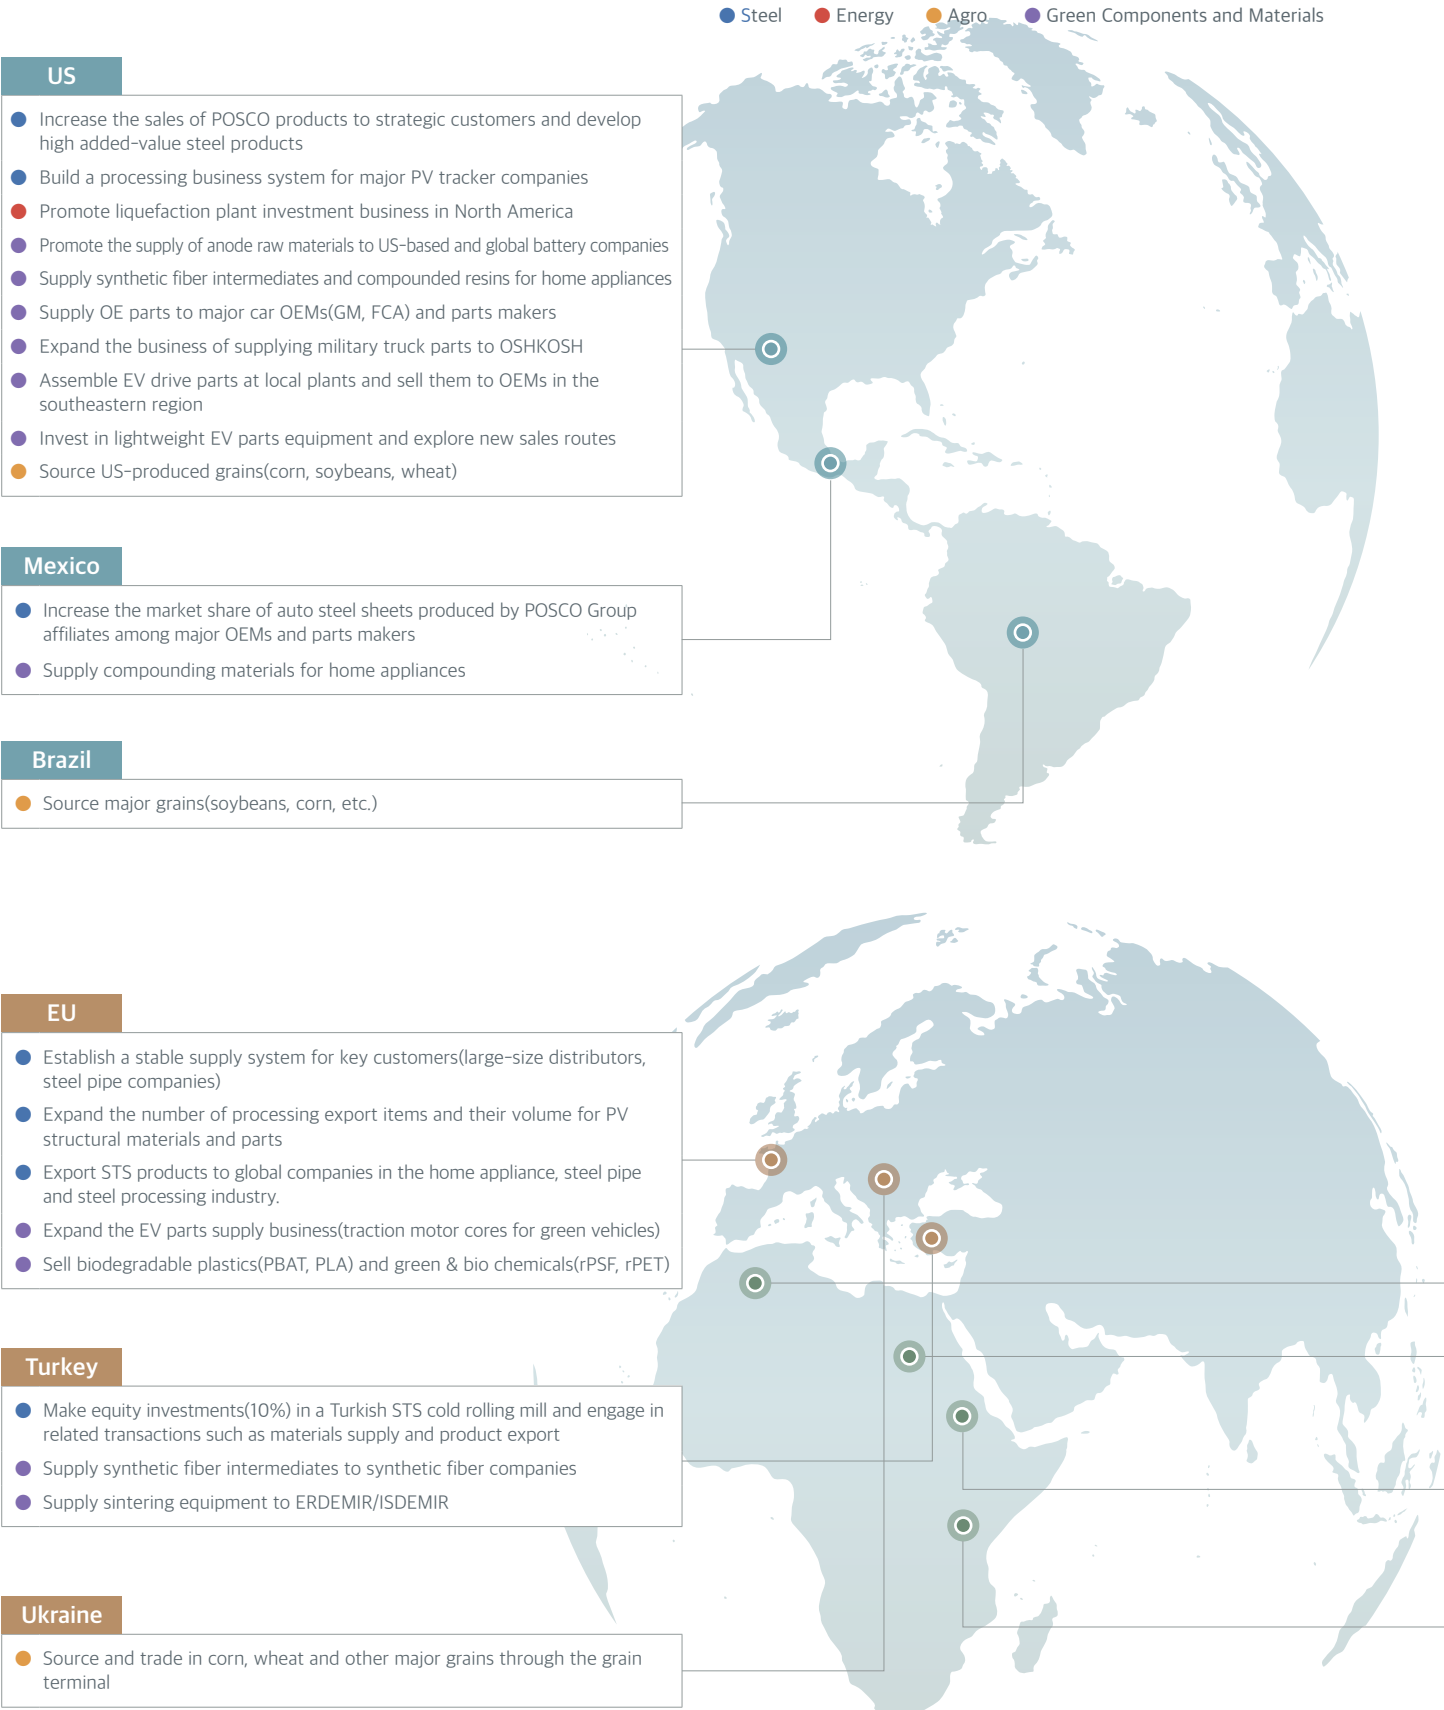 Steel Energy Agro Green Components and Materials
US
Increase the sales of POSCO products to strategic customers and develop
high added-value steel products
Build a processing business system for major PV tracker companies
Promote liquefaction plant investment business in North America
Promote the supply of anode raw materials to US-based and global battery companies
Supply synthetic fiber intermediates and compounded resins for home appliances
Supply OE parts to major car OEMs(GM, FCA) and parts makers
Expand the business of supplying military truck parts to OSHKOSH
Assemble EV drive parts at local plants and sell them to OEMs in the
southeastern region
Invest in lightweight EV parts equipment and explore new sales routes
Source US-produced grains(corn, soybeans, wheat)
Mexico
Increase the market share of auto steel sheets produced by POSCO Group
affiliates among major OEMs and parts makers
Supply compounding materials for home appliances
Brazil
Source major grains(soybeans, corn, etc.)
EU
Establish a stable supply system for key customers(large-size distributors,
steel pipe companies)
Expand the number of processing export items and their volume for PV
structural materials and parts
Export STS products to global companies in the home appliance, steel pipe
and steel processing industry.
Expand the EV parts supply business(traction motor cores for green vehicles)
Sell biodegradable plastics(PBAT, PLA) and green & bio chemicals(rPSF, rPET)
Turkey
Make equity investments(10%) in a Turkish STS cold rolling mill and engage in
related transactions such as materials supply and product export
Supply synthetic fiber intermediates to synthetic fiber companies
Supply sintering equipment to ERDEMIR/ISDEMIR
Ukraine
Source and trade in corn, wheat and other major grains through the grain
terminal